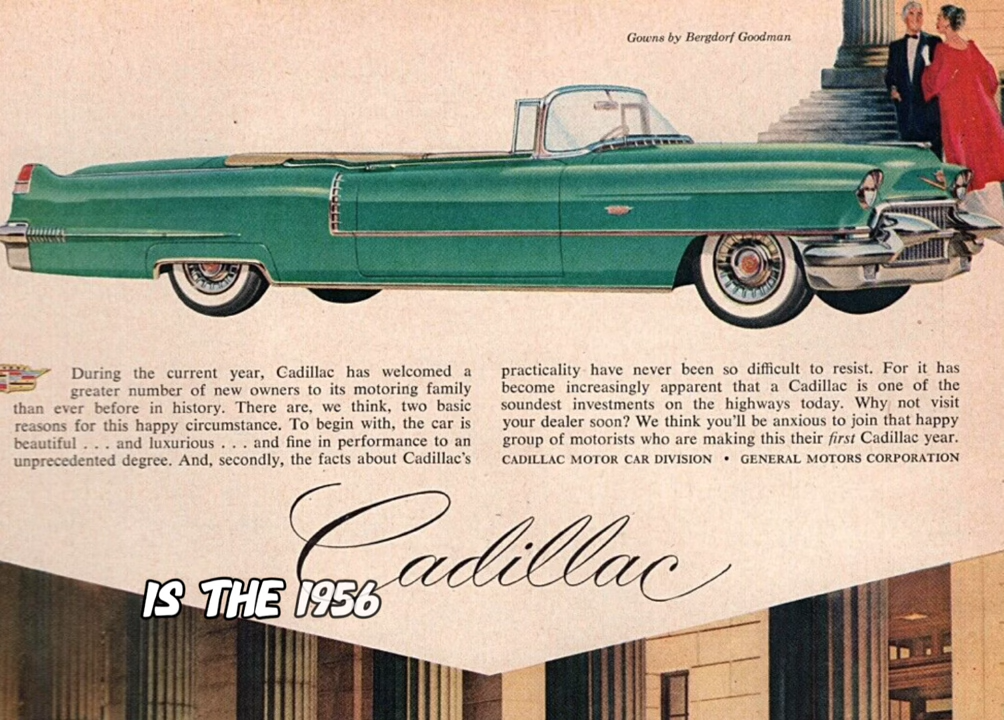 Gowns by Bergdorf Goodman
During the current year, Cadillac has welcomed a
greater number of new owners to its motoring family
than ever before in history. There are, we think, two basic
reasons for this happy circumstance. To begin with, the car is
beautiful . . . and luxurious . . . and fine in performance to an
unprecedented degree. And, secondly, the facts about Cadillac's
practicality have never been so difficult to resist. For it has
become increasingly apparent that a Cadillac is one of the
soundest investments on the highways today. Why not visit
your dealer soon? We think you'll be anxious to join that happy
group of motorists who are making this their first Cadillac year.
CADILLAC MOTOR CAR DIVISION • GENERAL MOTORS CORPORATION
Cadillac
IS THE 1956